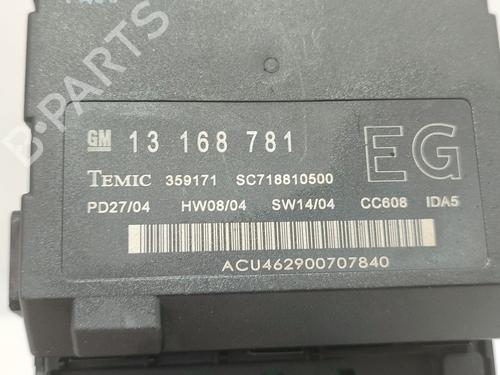 B-PARTS
GM 13 168 781 EG
TEMIC 359171 SC718810500
PD27/04 HW08/04 SW14/04 CC608 IDA5
ACU462900707840